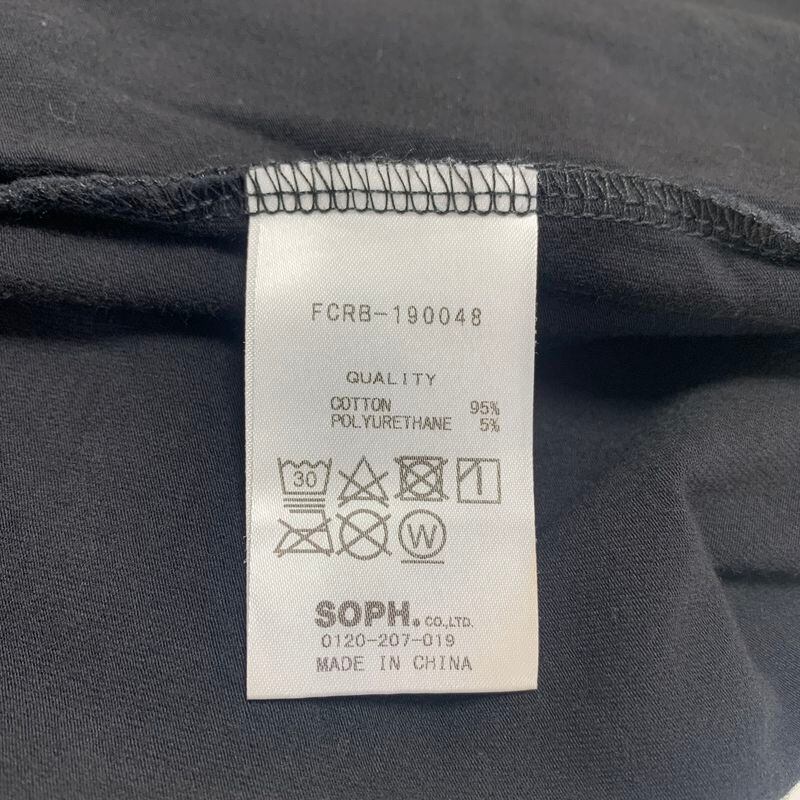 FCRB-190048
QUALITY
COTTON 95%
POLYURETHANE 5%
30
W
SOPH. CO.,LTD.
0120-207-019
MADE IN CHINA